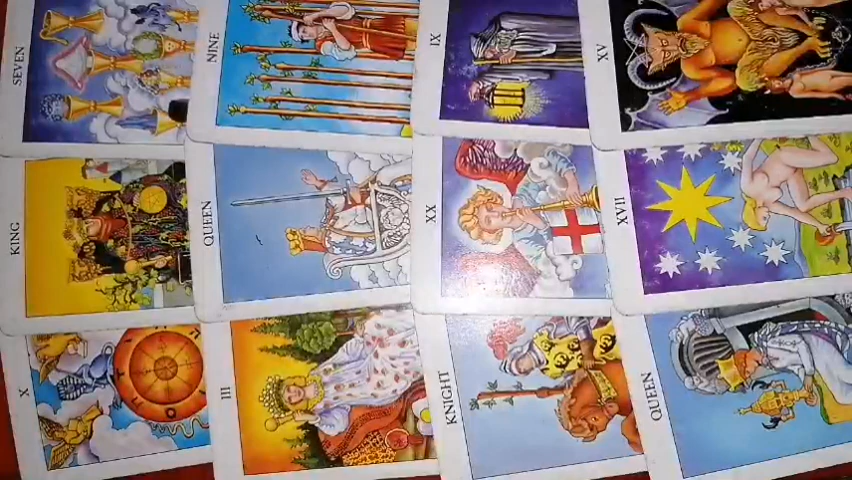 SEVEN
NINE
IX
XV
KING
QUEEN
XX
XVII
X
III
KNIGHT
QUEEN